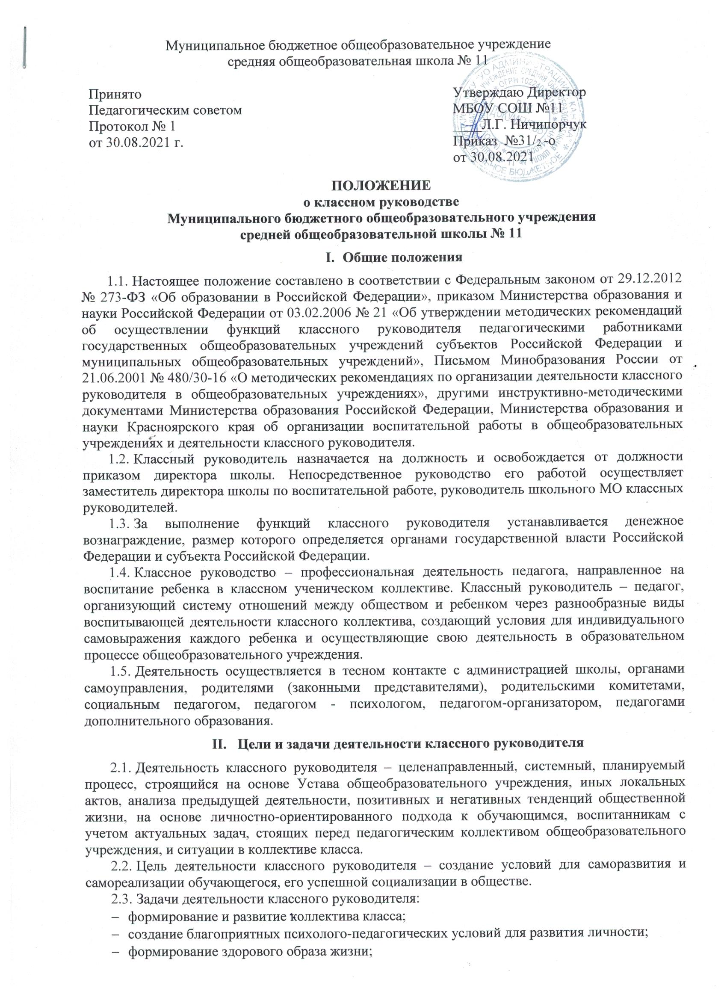 Муниципальное бюджетное общеобразовательное учреждение
средняя общеобразовательная школа № 11
Принято
Педагогическим советом
Протокол № 1
от 30.08.2021 г.
Утверждаю Директор
МБОУ СОШ №11
____Л.Г. Ничипорчук
Приказ №31/2 -о
от 30.08.2021
ДЛЯ
ДОКУМЕНТОВ
ПОЛОЖЕНИЕ
о классном руководстве
Муниципального бюджетного общеобразовательного учреждения
средней общеобразовательной школы № 11
I. Общие положения
1.1. Настоящее положение составлено в соответствии с Федеральным законом от 29.12.2012
№ 273-ФЗ «Об образовании в Российской Федерации», приказом Министерства образования и
науки Российской Федерации от 03.02.2006 № 21 «Об утверждении методических рекомендаций
об осуществлении функций классного руководителя педагогическими работниками
государственных общеобразовательных учреждений субъектов Российской Федерации и
муниципальных общеобразовательных учреждений», Письмом Минобразования России от
21.06.2001 № 480/30-16 «О методических рекомендациях по организации деятельности классного
руководителя в общеобразовательных учреждениях», другими инструктивно-методическими
документами Министерства образования Российской Федерации, Министерства образования и
науки Красноярского края об организации воспитательной работы в общеобразовательных
учреждениях и деятельности классного руководителя.
1.2. Классный руководитель назначается на должность и освобождается от должности
приказом директора школы. Непосредственное руководство его работой осуществляет
заместитель директора школы по воспитательной работе, руководитель школьного МО классных
руководителей.
1.3. За выполнение функций классного руководителя устанавливается денежное
вознаграждение, размер которого определяется органами государственной власти Российской
Федерации и субъекта Российской Федерации.
1.4. Классное руководство – профессиональная деятельность педагога, направленное на
воспитание ребенка в классном ученическом коллективе. Классный руководитель – педагог,
организующий систему отношений между обществом и ребенком через разнообразные виды
воспитывающей деятельности классного коллектива, создающий условия для индивидуального
самовыражения каждого ребенка и осуществляющие свою деятельность в образовательном
процессе общеобразовательного учреждения.
1.5. Деятельность осуществляется в тесном контакте с администрацией школы, органами
самоуправления, родителями (законными представителями), родительскими комитетами,
социальным педагогом, педагогом - психологом, педагогом-организатором, педагогами
дополнительного образования.
II. Цели и задачи деятельности классного руководителя
2.1. Деятельность классного руководителя – целенаправленный, системный, планируемый
процесс, строящийся на основе Устава общеобразовательного учреждения, иных локальных
актов, анализа предыдущей деятельности, позитивных и негативных тенденций общественной
жизни, на основе личностно-ориентированного подхода к обучающимся, воспитанникам с
учетом актуальных задач, стоящих перед педагогическим коллективом общеобразовательного
учреждения, и ситуации в коллективе класса.
2.2. Цель деятельности классного руководителя – создание условий для саморазвития и
самореализации обучающегося, его успешной социализации в обществе.
2.3. Задачи деятельности классного руководителя:
– формирование и развитие коллектива класса;
– создание благоприятных психолого-педагогических условий для развития личности;
– формирование здорового образа жизни;